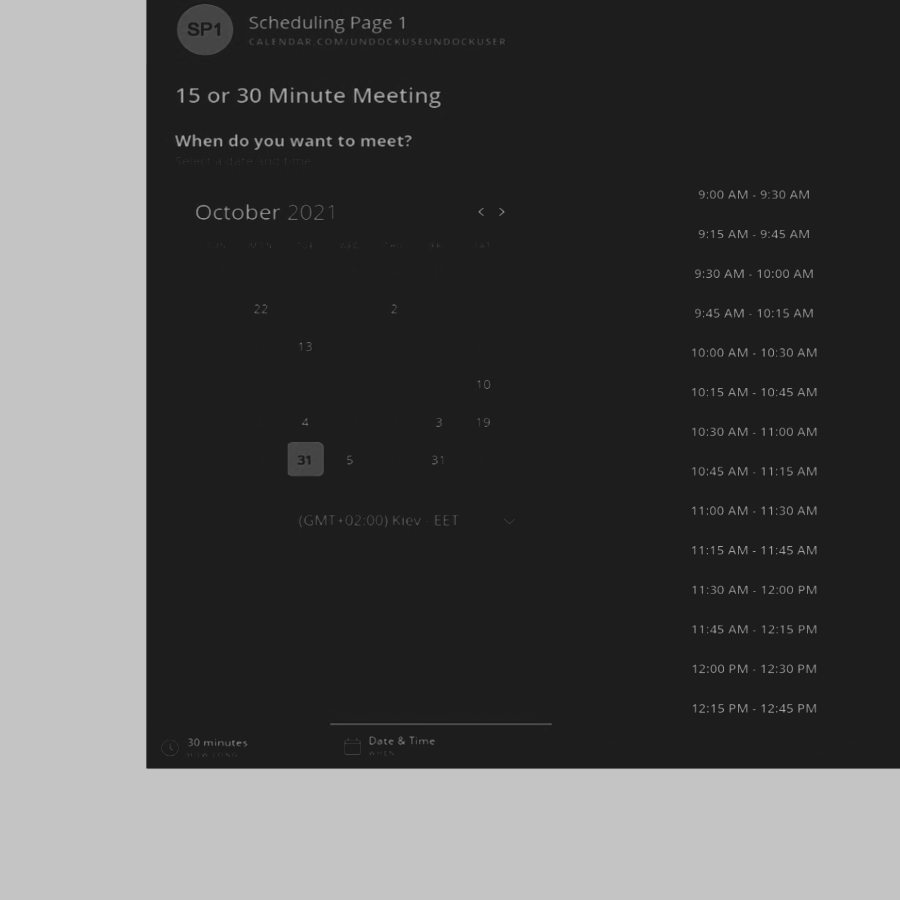 SP1
Scheduling Page 1
CALENDAR.COM/UNDOCKUSEUNDOCKUSER
15 or 30 Minute Meeting
When do you want to meet?
Select a date and time
October 2021
< >
22 2
13
10
4 3 19
31 5 31
(GMT+02:00) Kiev - EET
9:00 AM - 9:30 AM
9:15 AM - 9:45 AM
9:30 AM - 10:00 AM
9:45 AM - 10:15 AM
10:00 AM - 10:30 AM
10:15 AM - 10:45 AM
10:30 AM - 11:00 AM
10:45 AM - 11:15 AM
11:00 AM - 11:30 AM
11:15 AM - 11:45 AM
11:30 AM - 12:00 PM
11:45 AM - 12:15 PM
12:00 PM - 12:30 PM
12:15 PM - 12:45 PM
30 minutes
Date & Time